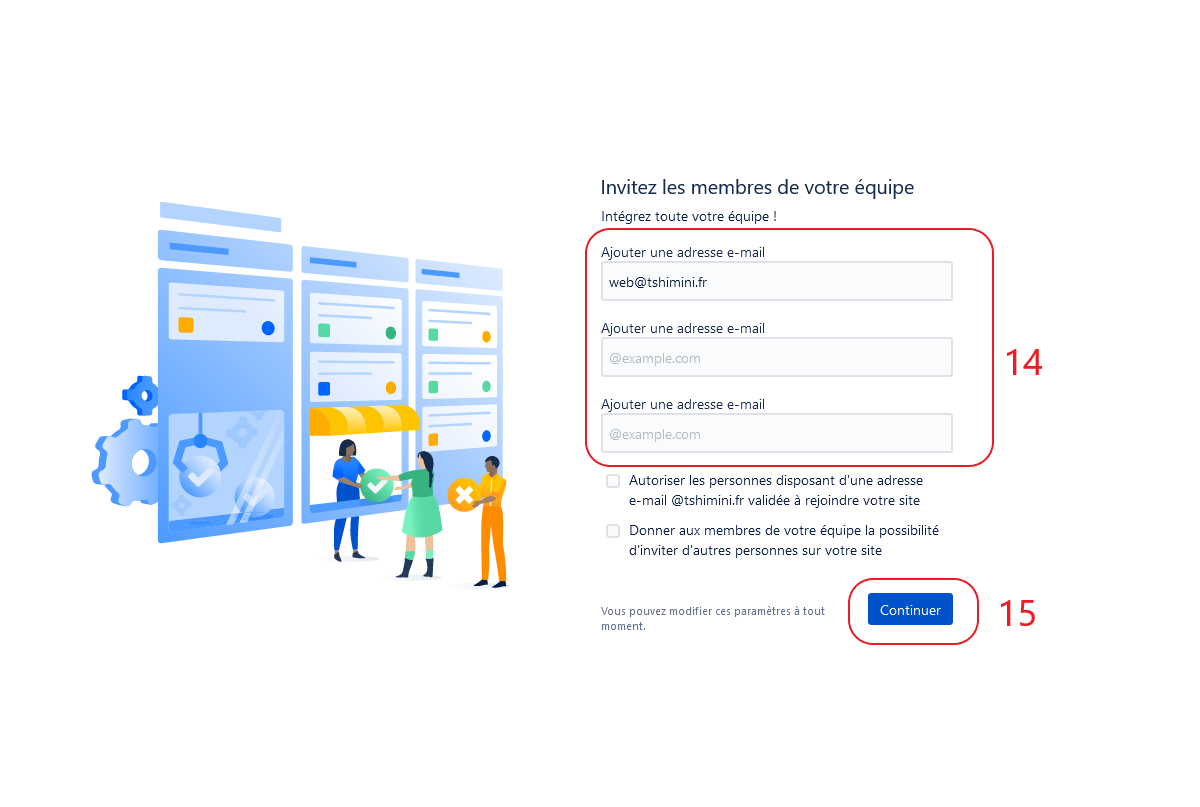 Invitez les membres de votre équipe
Intégrez toute votre équipe !
Ajouter une adresse e-mail
web@tshimini.fr
Ajouter une adresse e-mail
@example.com
14
Ajouter une adresse e-mail
@example.com
Autoriser les personnes disposant d'une adresse
e-mail @tshimini.fr validée à rejoindre votre site
Donner aux membres de votre équipe la possibilité
d'inviter d'autres personnes sur votre site
Vous pouvez modifier ces paramètres à tout
moment.
Continuer
15